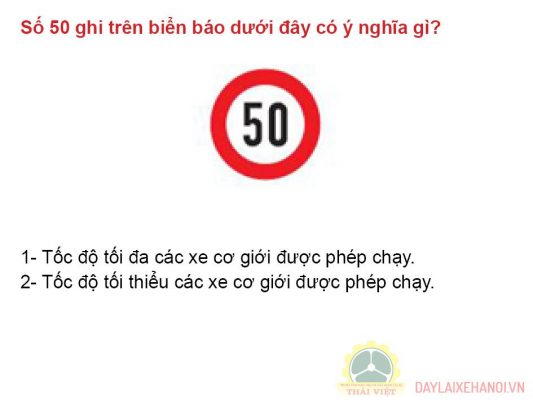 Số 50 ghi trên biển báo dưới đây có ý nghĩa gì?
50
1- Tốc độ tối đa các xe cơ giới được phép chạy.
2- Tốc độ tối thiểu các xe cơ giới được phép chạy.
THÁI VIỆT
DAYLAIXEHANOI.VN